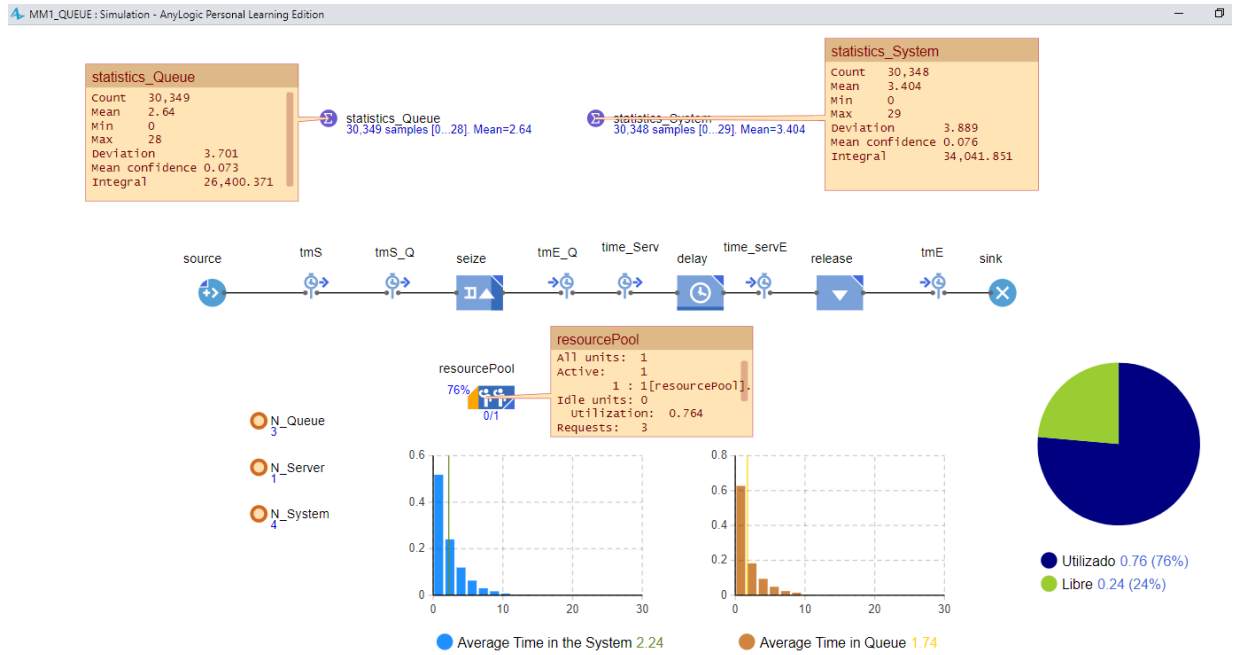 MM1_QUEUE : Simulation - AnyLogic Personal Learning Edition
statistics_Queue
Count 30,349
Mean 2.64
Min 0
Max 28
Deviation 3.701
Mean confidence 0.073
Integral 26,400.371
statistics_Queue
30,349 samples [0...28]. Mean=2.64
statistics_System
30,348 samples [0...29]. Mean=3.404
statistics_System
Count 30,348
Mean 3.404
Min 0
Max 29
Deviation 3.889
Mean confidence 0.076
Integral 34,041.851
source
tmS
tmS_Q
seize
tmE_Q
time_Serv
delay
time_servE
release
tmE
sink
resourcePool
76%
0/1
resourcePool
All units: 1
Active: 1
1 : 1[resourcePool].
Idle units: 0
Utilization: 0.764
Requests: 3
N_Queue
3
N_Server
1
N_System
4
0.6
0.4
0.2
0
0 10 20 30
Average Time in the System 2.24
0.8
0.6
0.4
0.2
0
0 10 20 30
Average Time in Queue 1.74
Utilizado 0.76 (76%)
Libre 0.24 (24%)